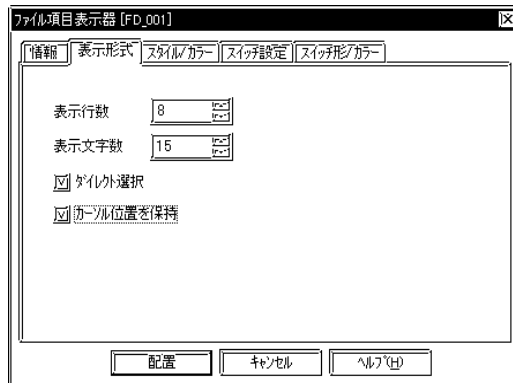 ﾌｧｲﾙ項目表示器 [FD_001]
情報 表示形式 ｽﾀｲﾙ/ｶﾗｰ ｽｲｯﾁ設定 ｽｲｯﾁ形/ｶﾗｰ
表示行数 8
表示文字数 15
ﾀﾞｲﾚｸﾄ選択
ｶｰｿﾙ位置を保持
配置 ｷｬﾝｾﾙ ﾍﾙﾌﾟ(H)